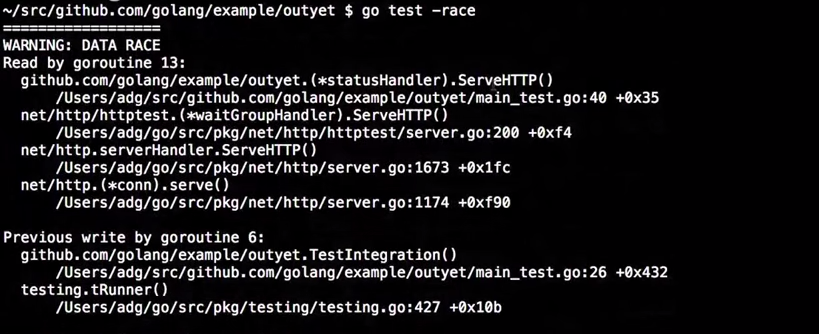 ~/src/github.com/golang/example/outyet $ go test -race
==================
WARNING: DATA RACE
Read by goroutine 13:
  github.com/golang/example/outyet.(*statusHandler).ServeHTTP()
      /Users/adg/src/github.com/golang/example/outyet/main_test.go:40 +0x35
  net/http/httptest.(*waitGroupHandler).ServeHTTP()
      /Users/adg/go/src/pkg/net/http/httptest/server.go:200 +0xf4
  net/http.serverHandler.ServeHTTP()
      /Users/adg/go/src/pkg/net/http/server.go:1673 +0x1fc
  net/http.(*conn).serve()
      /Users/adg/go/src/pkg/net/http/server.go:1174 +0xf90

Previous write by goroutine 6:
  github.com/golang/example/outyet.TestIntegration()
      /Users/adg/src/github.com/golang/example/outyet/main_test.go:26 +0x432
  testing.tRunner()
      /Users/adg/go/src/pkg/testing/testing.go:427 +0x10b